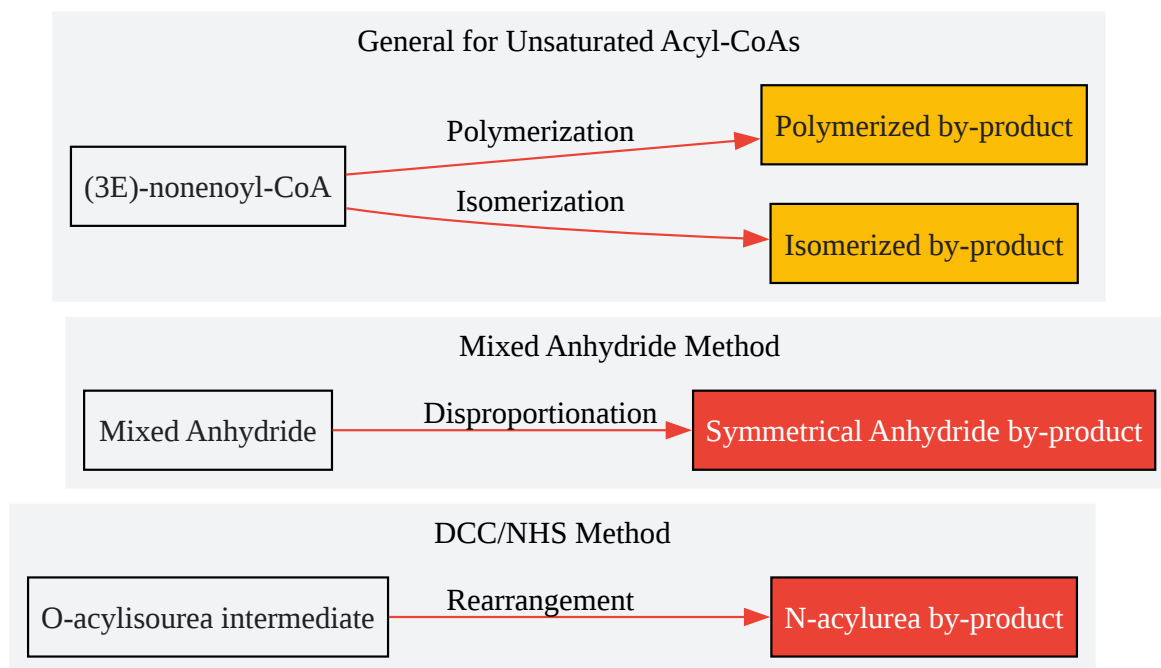 General for Unsaturated Acyl-CoAs
Polymerization
Polymerized by-product
(3E)-nonenoyl-CoA
Isomerization
Isomerized by-product
Mixed Anhydride Method
Mixed Anhydride
Disproportionation
Symmetrical Anhydride by-product
DCC/NHS Method
O-acylisourea intermediate
Rearrangement
N-acylurea by-product